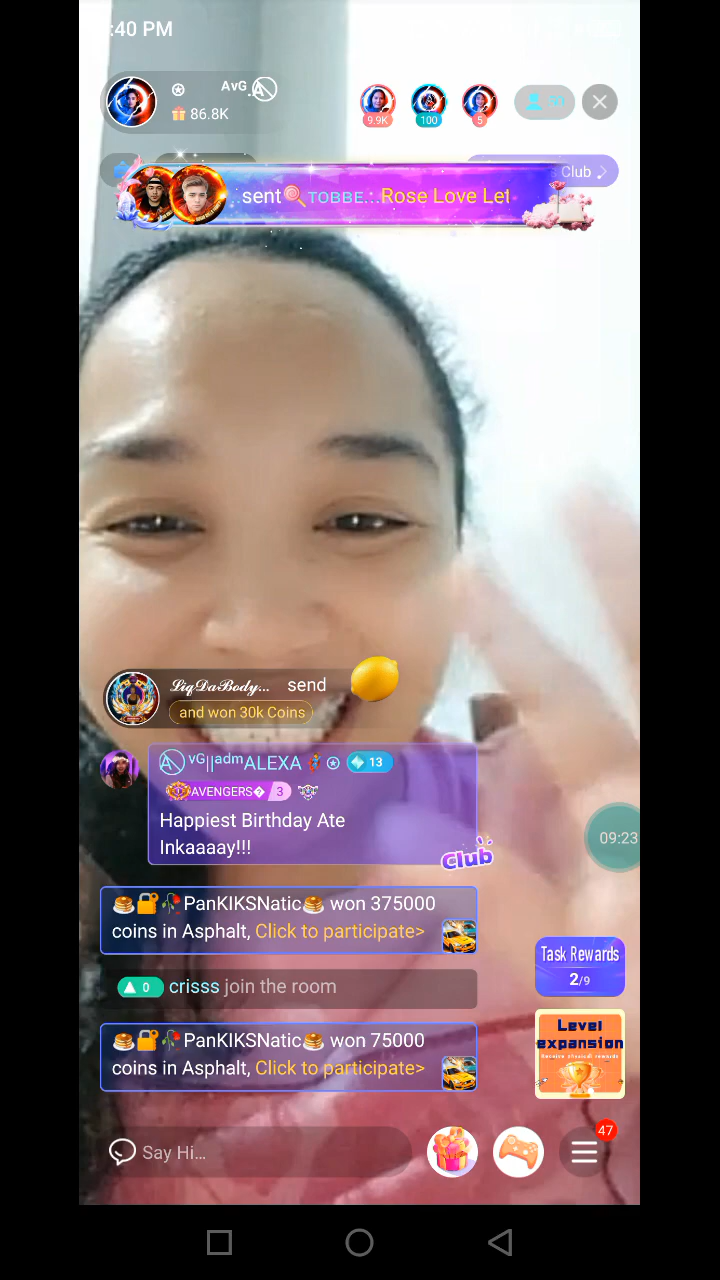 :40 PM
AvG
86.8K
9.9K
100
5
Club
sent TOBBE... Rose Love Let
LiqDaBody... send
and won 30k Coins
vG||admALEXA 13
AVENGERS 3
Happiest Birthday Ate
Inkaaaay!!!
Club
PanKIKSNatic won 375000
coins in Asphalt, Click to participate>
0 crisss join the room
PanKIKSNatic won 75000
coins in Asphalt, Click to participate>
09:23
Task Rewards
2/9
Level
expansion
Receive physical rewards
Say Hi...
47